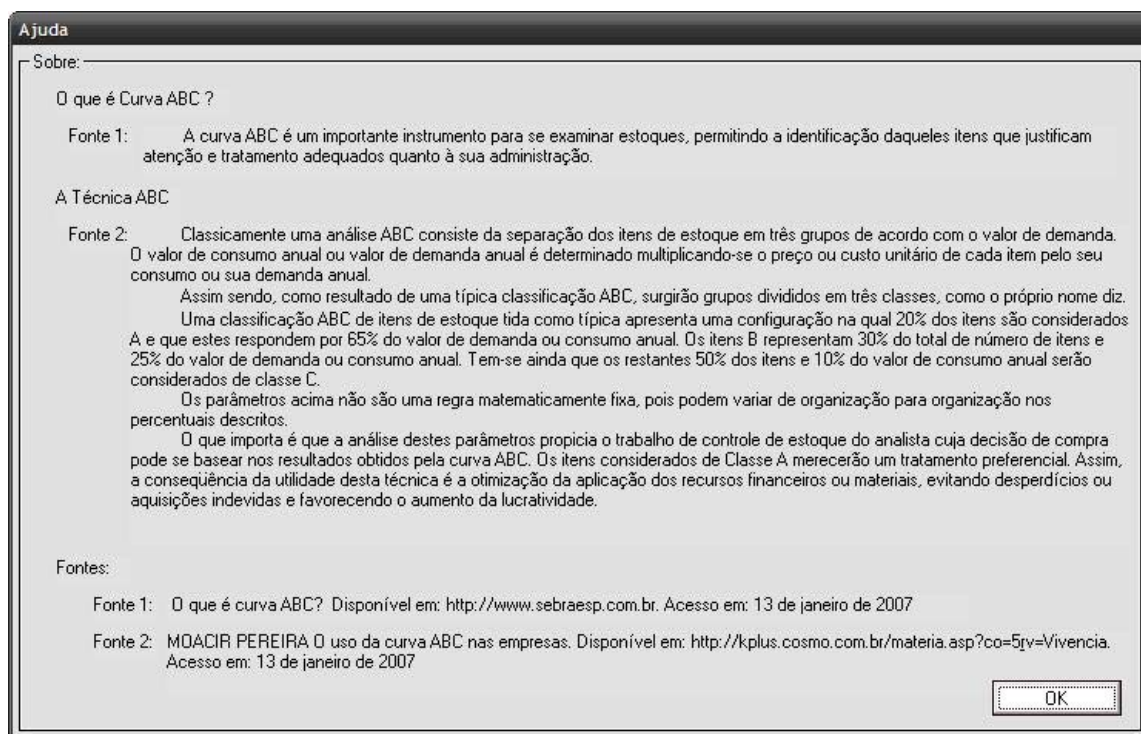 Ajuda
Sobre:
O que é Curva ABC ?
Fonte 1: A curva ABC é um importante instrumento para se examinar estoques, permitindo a identificação daqueles itens que justificam
atenção e tratamento adequados quanto à sua administração.
A Técnica ABC
Fonte 2: Classicamente uma análise ABC consiste da separação dos itens de estoque em três grupos de acordo com o valor de demanda.
O valor de consumo anual ou valor de demanda anual é determinado multiplicando-se o preço ou custo unitário de cada item pelo seu
consumo ou sua demanda anual.
Assim sendo, como resultado de uma típica classificação ABC, surgirão grupos divididos em três classes, como o próprio nome diz.
Uma classificação ABC de itens de estoque tida como típica apresenta uma configuração na qual 20% dos itens são considerados
A e que estes respondem por 65% do valor de demanda ou consumo anual. Os itens B representam 30% do total de número de itens e
25% do valor de demanda ou consumo anual. Tem-se ainda que os restantes 50% dos itens e 10% do valor de consumo anual serão
considerados de classe C.
Os parâmetros acima não são uma regra matematicamente fixa, pois podem variar de organização para organização nos
percentuais descritos.
O que importa é que a análise destes parâmetros propicia o trabalho de controle de estoque do analista cuja decisão de compra
pode se basear nos resultados obtidos pela curva ABC. Os itens considerados de Classe A merecerão um tratamento preferencial. Assim,
a conseqüência da utilidade desta técnica é a otimização da aplicação dos recursos financeiros ou materiais, evitando desperdícios ou
aquisições indevidas e favorecendo o aumento da lucratividade.
Fontes:
Fonte 1: O que é curva ABC? Disponível em: http://www.sebraesp.com.br. Acesso em: 13 de janeiro de 2007
Fonte 2: MOACIR PEREIRA O uso da curva ABC nas empresas. Disponível em: http://kplus.cosmo.com.br/materia.asp?co=5rv=Vivencia.
Acesso em: 13 de janeiro de 2007
OK